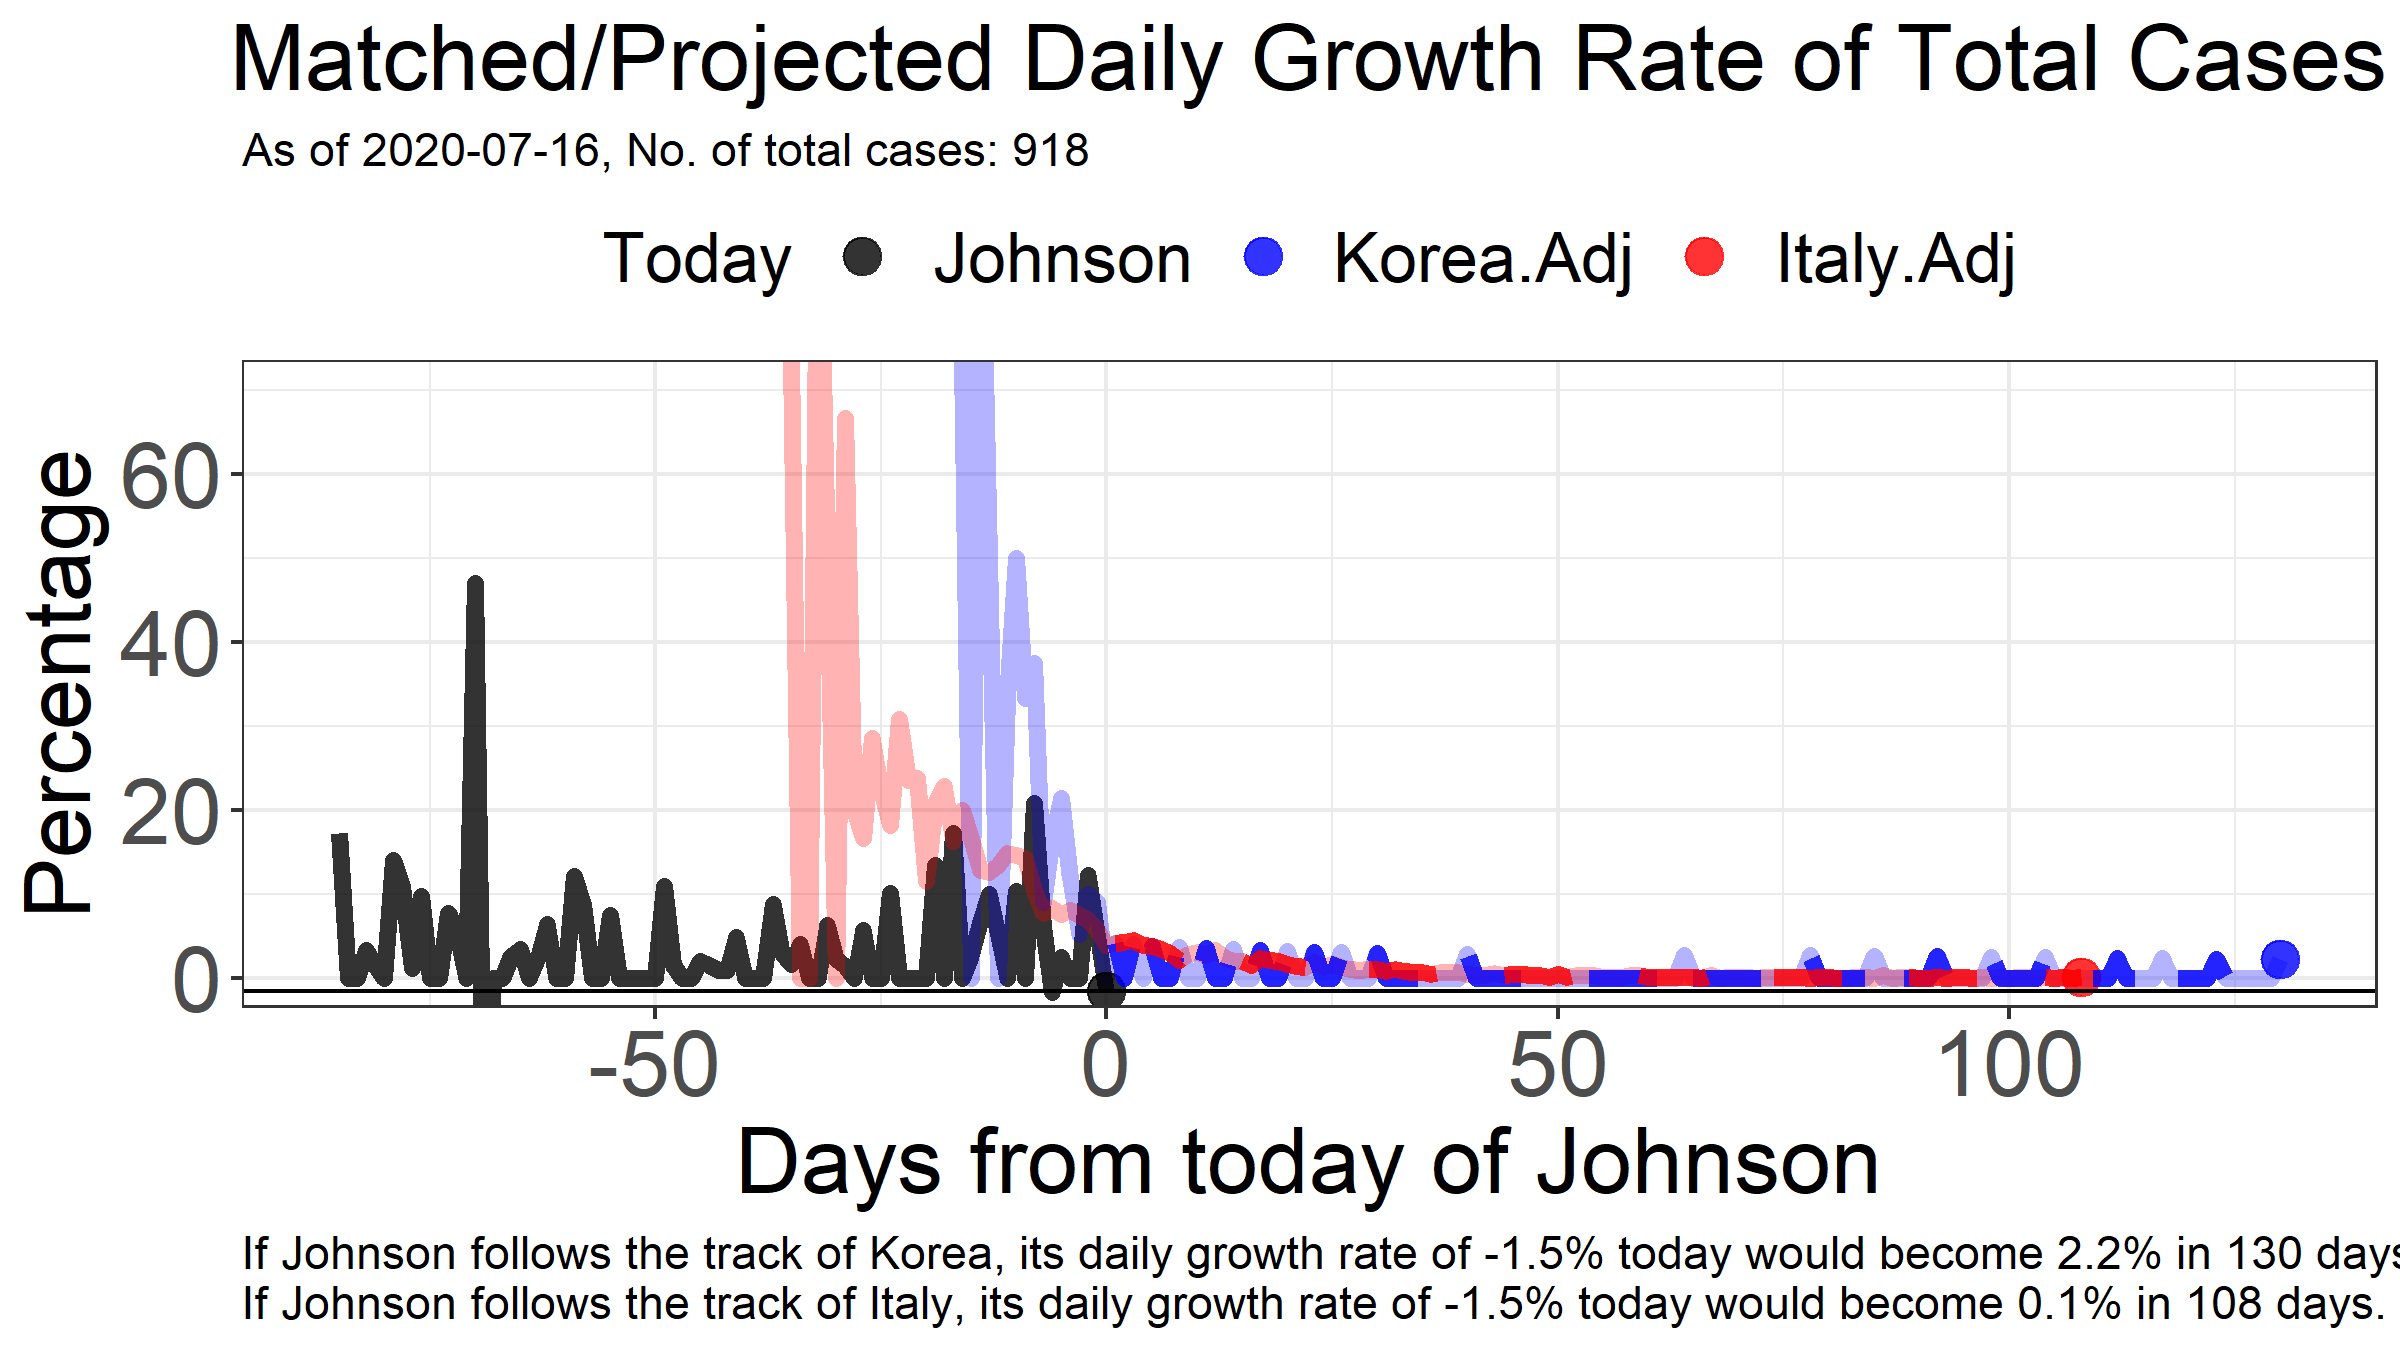 Matched/Projected Daily Growth Rate of Total Cases
As of 2020-07-16, No. of total cases: 918
Today Johnson Korea.Adj Italy.Adj
Percentage
60
40
20
0
-50 0 50 100
Days from today of Johnson
If Johnson follows the track of Korea, its daily growth rate of -1.5% today would become 2.2% in 130 days
If Johnson follows the track of Italy, its daily growth rate of -1.5% today would become 0.1% in 108 days.